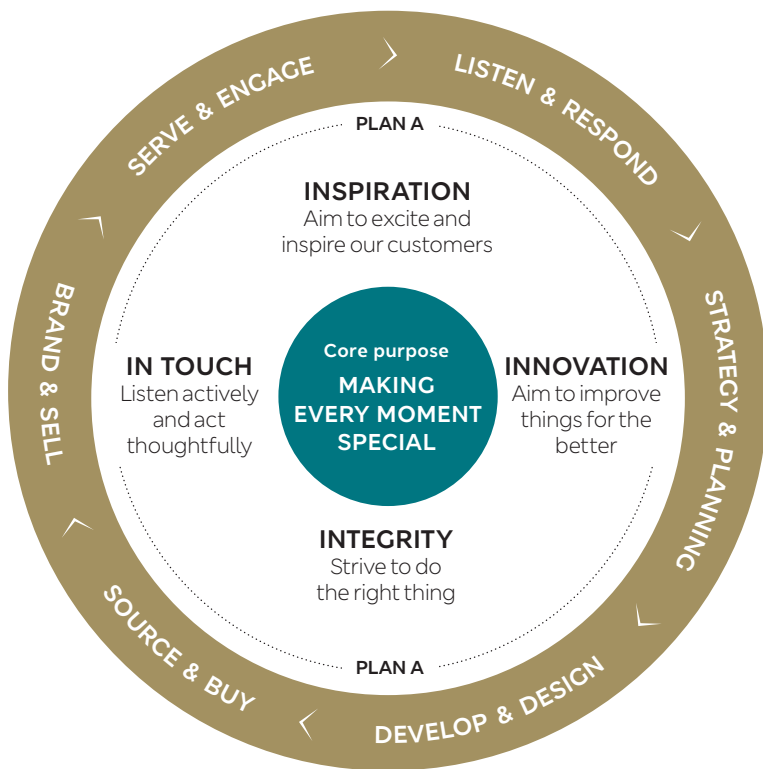 SERVE & ENGAGE
LISTEN & RESPOND
STRATEGY & PLANNING
DEVELOP & DESIGN
SOURCE & BUY
BRAND & SELL
PLAN A
INSPIRATION
Aim to excite and
inspire our customers
IN TOUCH
Listen actively
and act
thoughtfully
Core purpose
MAKING
EVERY MOMENT
SPECIAL
INNOVATION
Aim to improve
things for the
better
INTEGRITY
Strive to do
the right thing
PLAN A